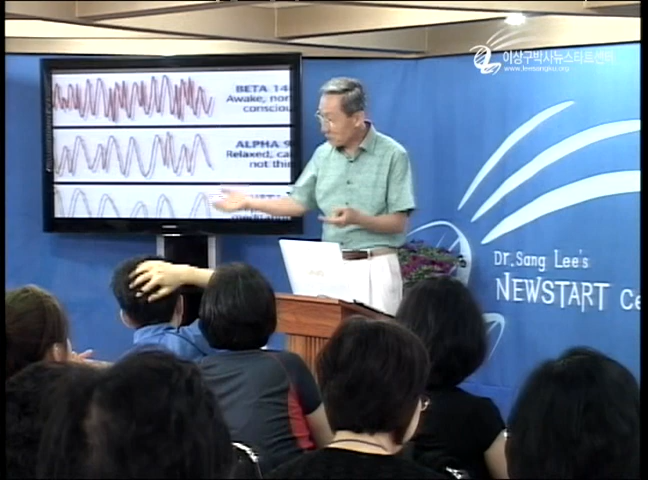 이상구박사뉴스타트센터
www.leesangku.org
BETA 14
Awake, nor
consciou
ALPHA 9
Relaxed, ca
not thin
Dr.Sang Lee's
NEWSTART Ce